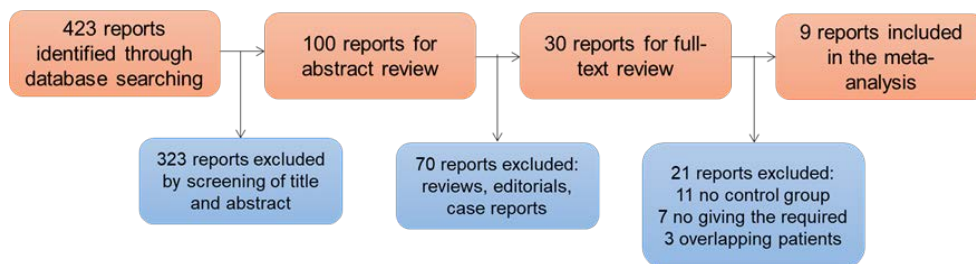 423 reports
identified through
database searching
100 reports for
abstract review
30 reports for full-
text review
9 reports included
in the meta-
analysis
323 reports excluded
by screening of title
and abstract
70 reports excluded:
reviews, editorials,
case reports
21 reports excluded:
11 no control group
7 no giving the required
3 overlapping patients